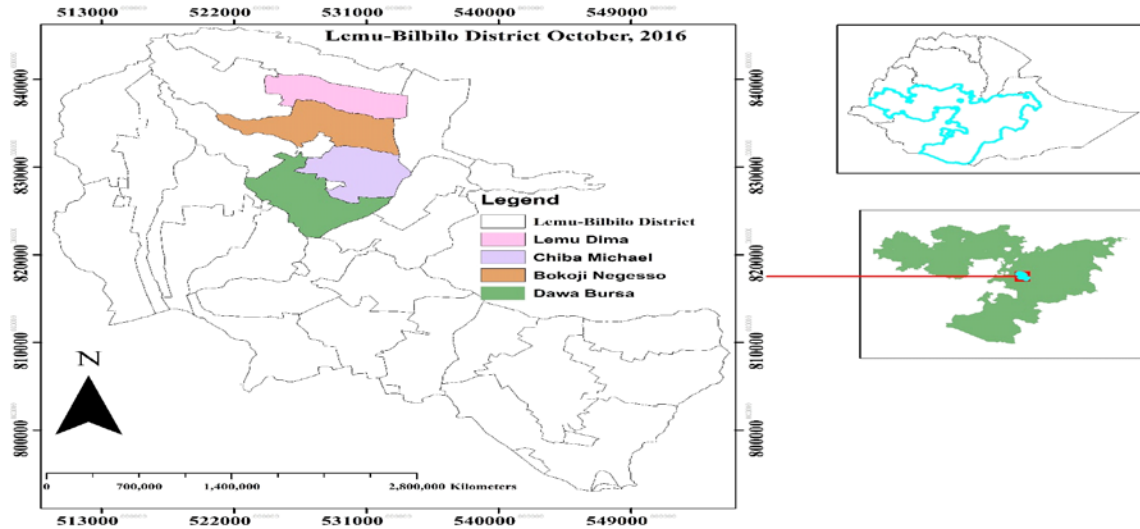 513000 522000 531000 540000 549000
Lemu-Bilbilo District October, 2016
840000 840000
830000 830000
820000 820000
810000 810000
800000 800000
Legend
Lemu-Bilbilo District
Lemu Dima
Chiba Michael
Bokoji Negesso
Dawa Bursa
N
0 700,000 1,400,000 2,800,000 Kilometers
513000 522000 531000 540000 549000